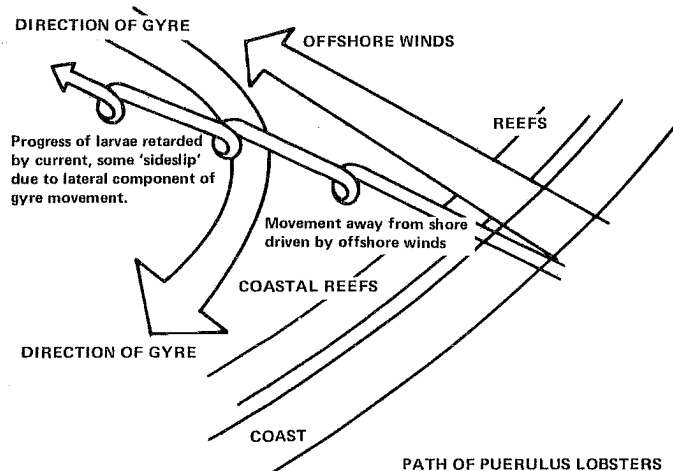 DIRECTION OF GYRE
OFFSHORE WINDS
REEFS
Progress of larvae retarded
by current, some 'sideslip'
due to lateral component of
gyre movement.
Movement away from shore
driven by offshore winds
COASTAL REEFS
DIRECTION OF GYRE
COAST
PATH OF PUERULUS LOBSTERS